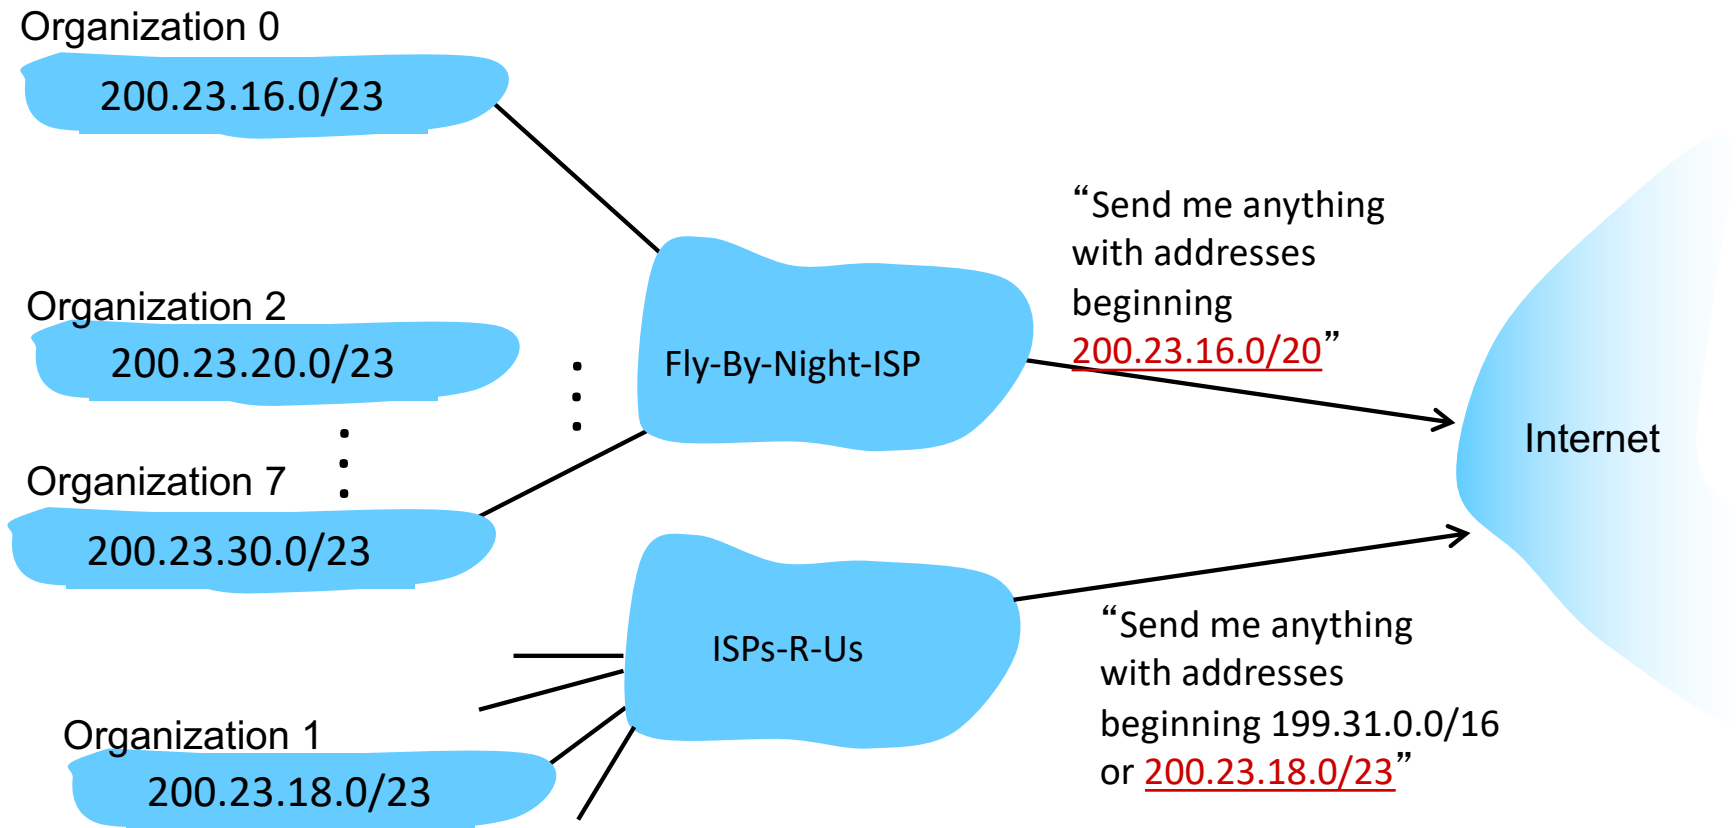 Organization 0
200.23.16.0/23
“Send me anything
with addresses
beginning
200.23.16.0/20”
Organization 2
200.23.20.0/23
Fly-By-Night-ISP
Internet
Organization 7
200.23.30.0/23
ISPs-R-Us
“Send me anything
with addresses
beginning 199.31.0.0/16
or 200.23.18.0/23”
Organization 1
200.23.18.0/23